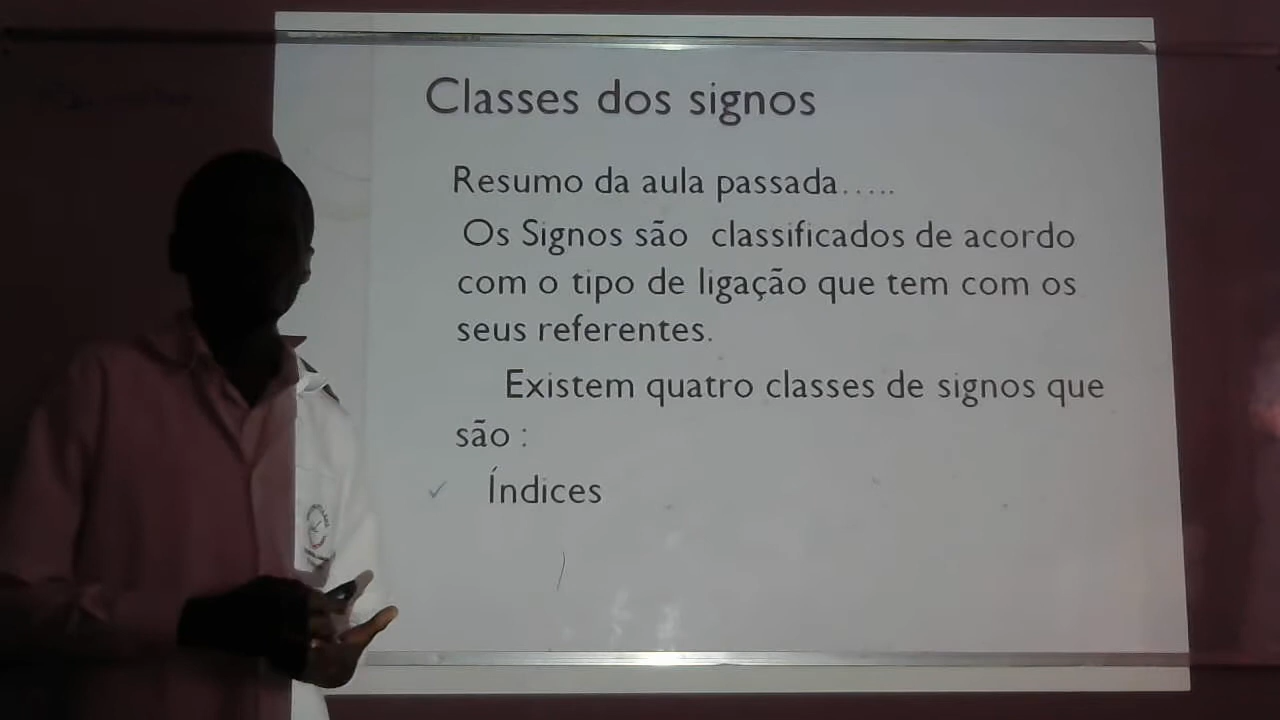 Classes dos signos
Resumo da aula passada.....
Os Signos são classificados de acordo
com o tipo de ligação que tem com os
seus referentes.
Existem quatro classes de signos que
são :
✓ Índices